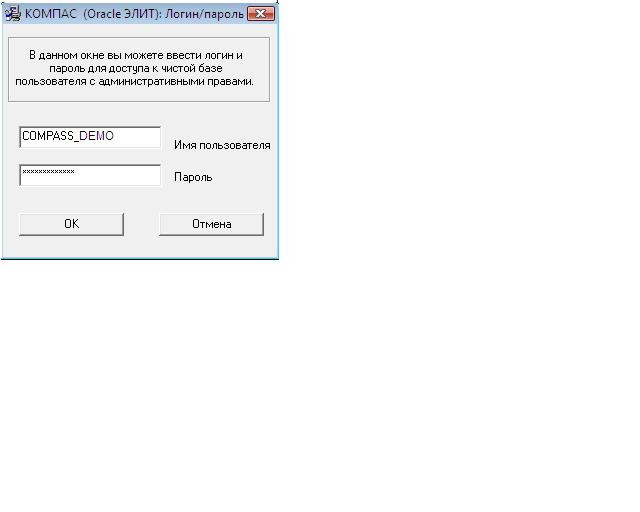 КОМПАС (Oracle ЭЛИТ): Логин/пароль
В данном окне вы можете ввести логин и
пароль для доступа к чистой базе
пользователя с административными правами.
COMPASS_DEMO
Имя пользователя
xxxxxxxxxxxxx
Пароль
OK
Отмена